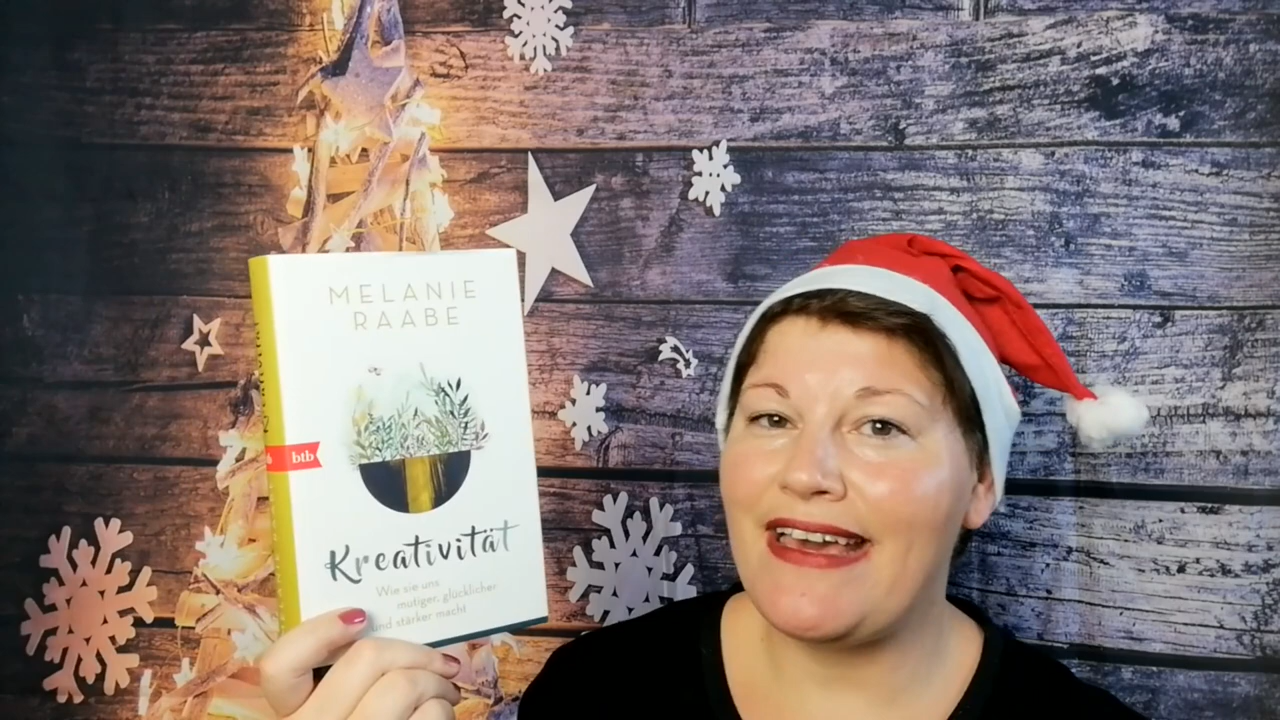 MELANIE
RAABE
btb
Kreativität
Wie sie uns
mutiger, glücklicher
und stärker macht